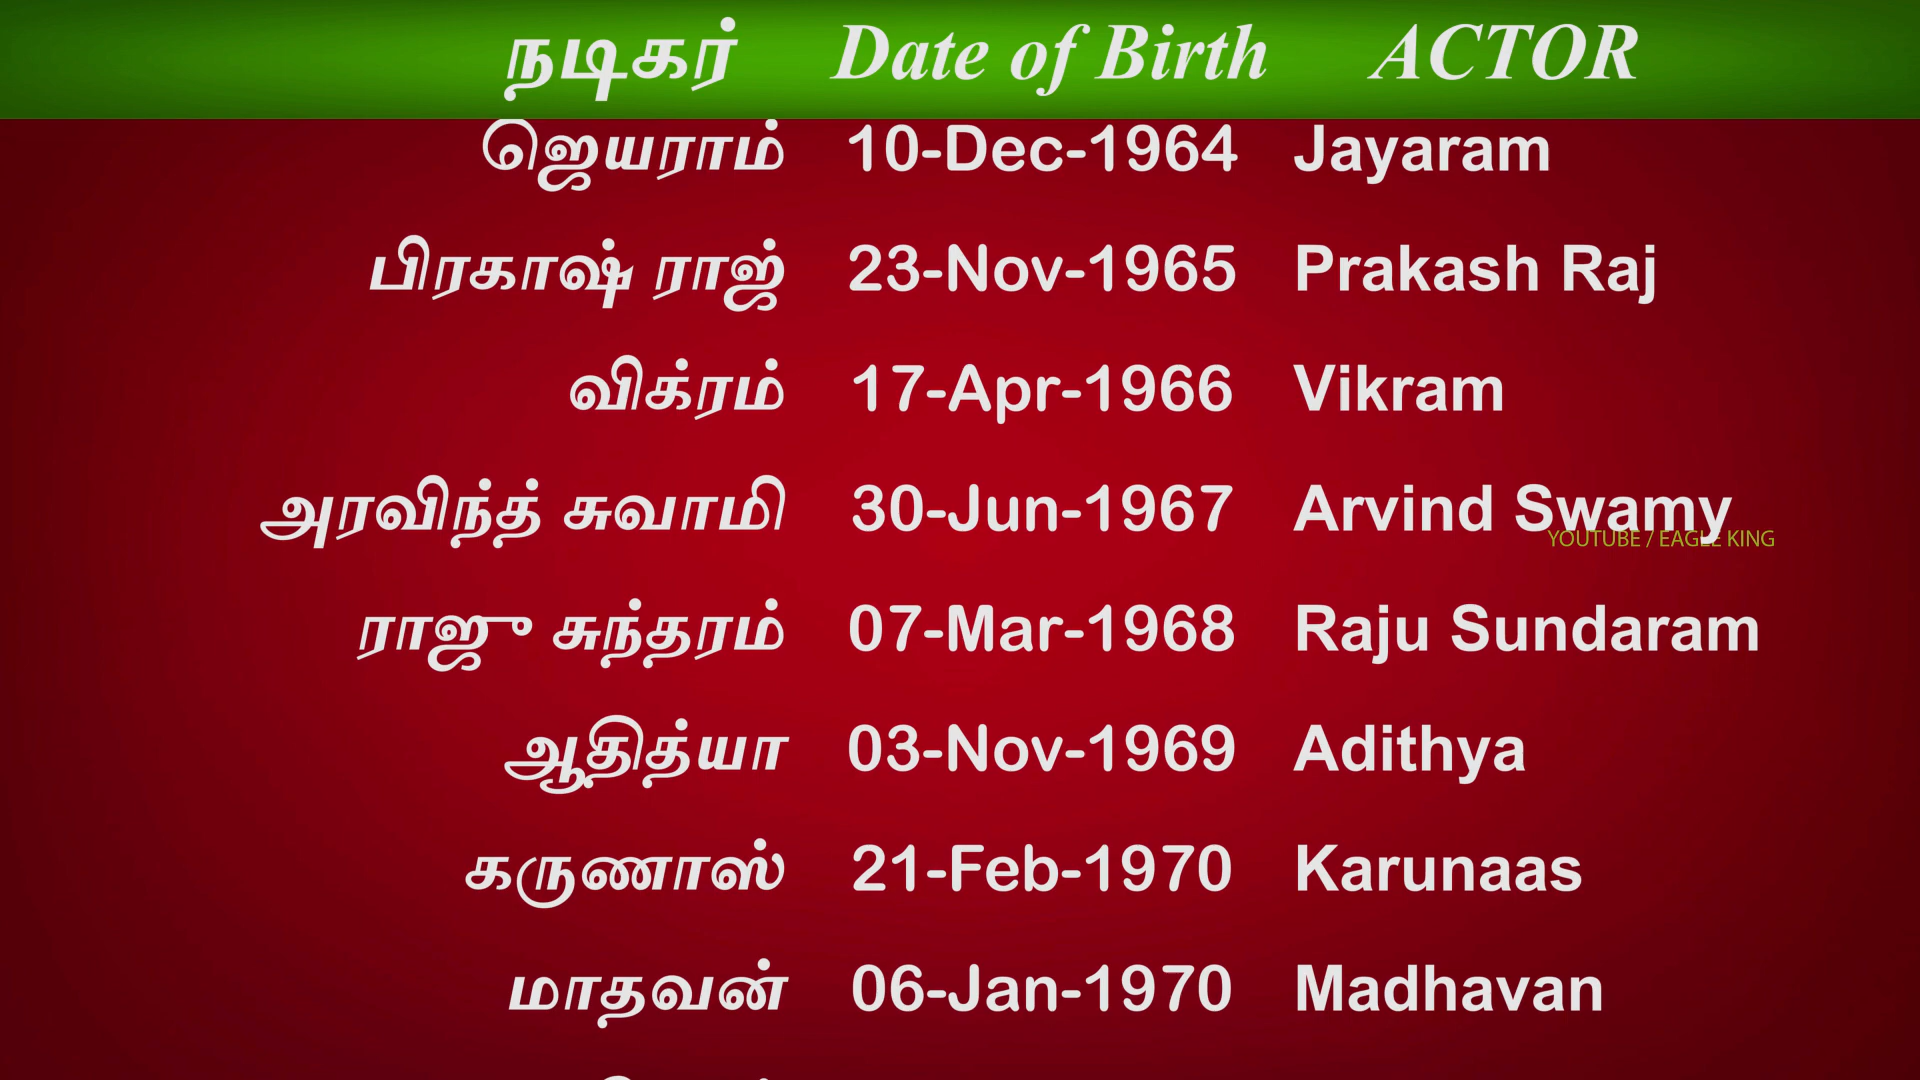 நடிகர் Date of Birth ACTOR
ஜெயராம் 10-Dec-1964 Jayaram
பிரகாஷ் ராஜ் 23-Nov-1965 Prakash Raj
விக்ரம் 17-Apr-1966 Vikram
அரவிந்த் சுவாமி 30-Jun-1967 Arvind Swamy
YOUTUBE / EAGLE KING
ராஜு சுந்தரம் 07-Mar-1968 Raju Sundaram
ஆதித்யா 03-Nov-1969 Adithya
கருணாஸ் 21-Feb-1970 Karunaas
மாதவன் 06-Jan-1970 Madhavan